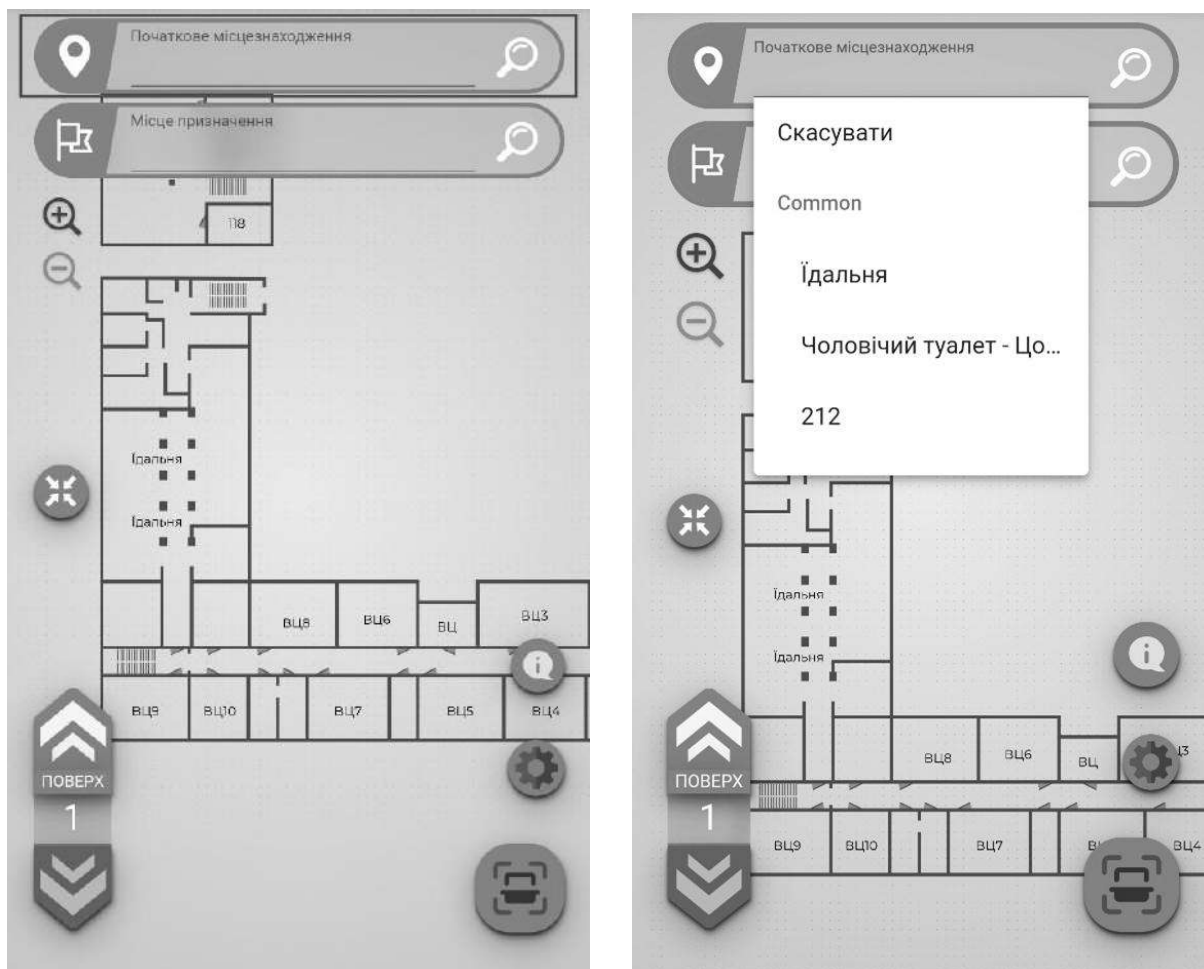 Початкове місцезнаходження
Місце призначення
118
Їдальня
Їдальня
ВЦ8
ВЦ6
ВЦ
ВЦ3
ВЦ9
ВЦ10
ВЦ7
ВЦ5
ВЦ4
ПОВЕРХ
1
Початкове місцезнаходження
Скасувати
Common
Їдальня
Чоловічий туалет - Цо...
212
Їдальня
Їдальня
ВЦ8
ВЦ6
ВЦ
ВЦ9
ВЦ10
ВЦ7
ВЦ4
ПОВЕРХ
1